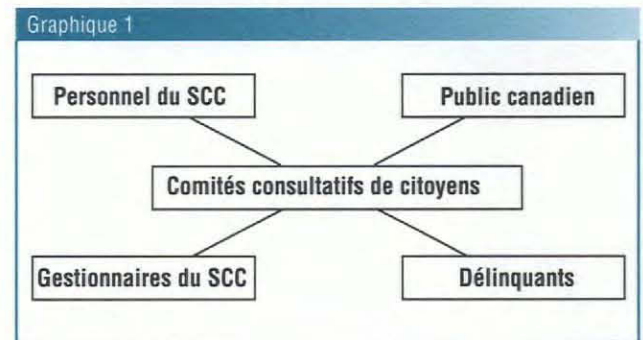 Graphique 1
Personnel du SCC
Public canadien
Comités consultatifs de citoyens
Gestionnaires du SCC
Délinquants